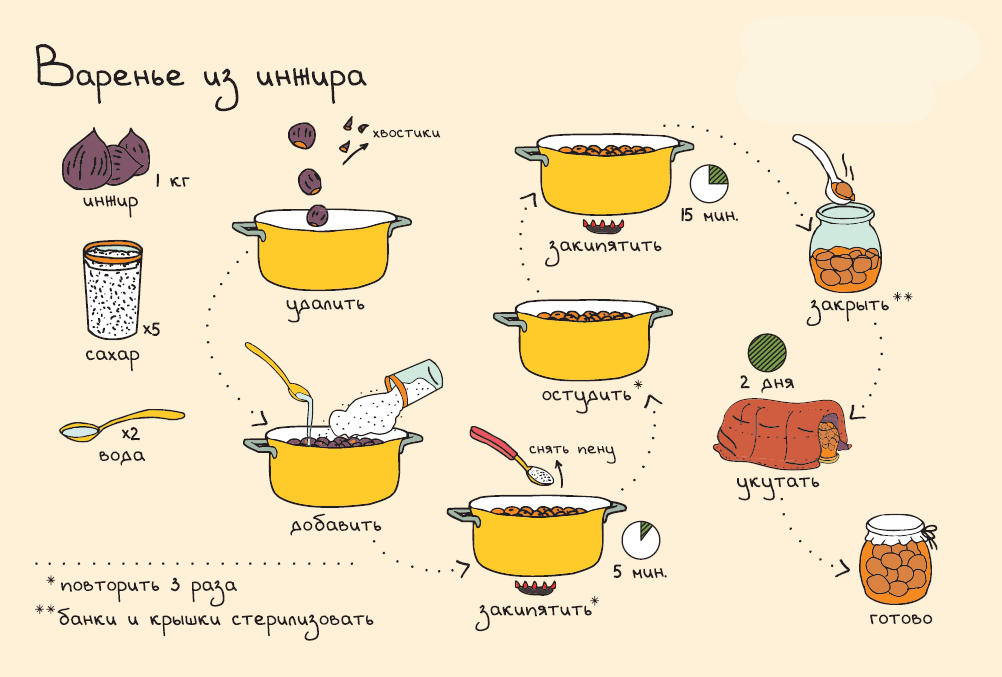 Варенье из инжира
1 кг
инжир
x5
сахар
x2
вода
хвостики
удалить
добавить
снять пену
5 мин.
закипятить*
остудить*
15 мин.
закипятить
закрыть**
2 дня
укутать
готово
*повторить 3 раза
**банки и крышки стерилизовать